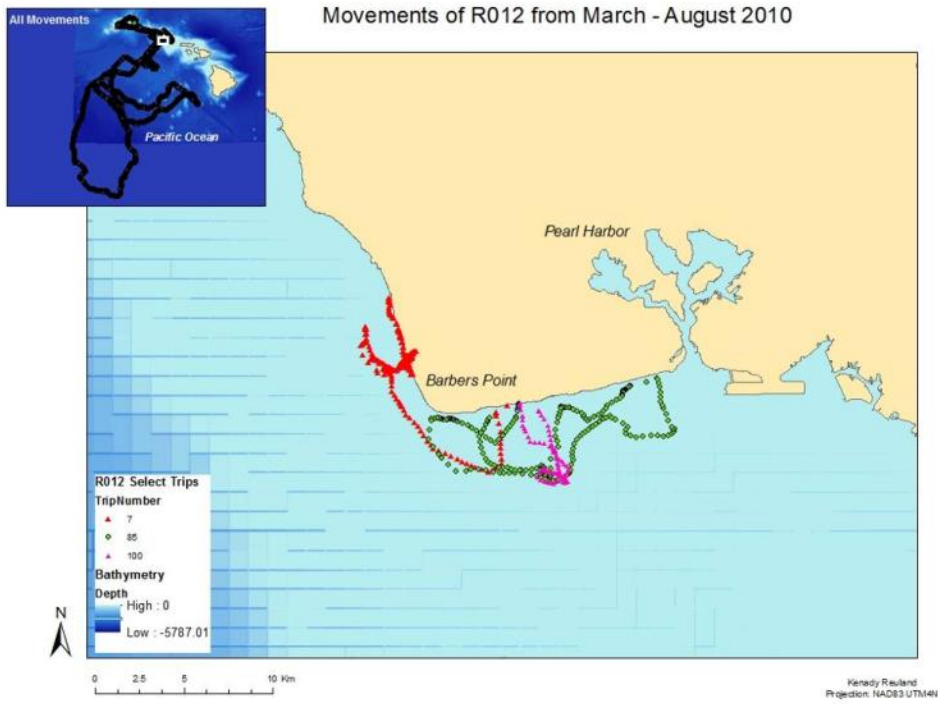 Movements of R012 from March - August 2010
All Movements
Pacific Ocean
Pearl Harbor
Barbers Point
R012 Select Trips
TripNumber
7
85
100
Bathymetry
Depth
High : 0
Low : -5787.01
N
0 2.5 5 10 Km
Kenady Reuland
Projection: NAD83 UTM4N